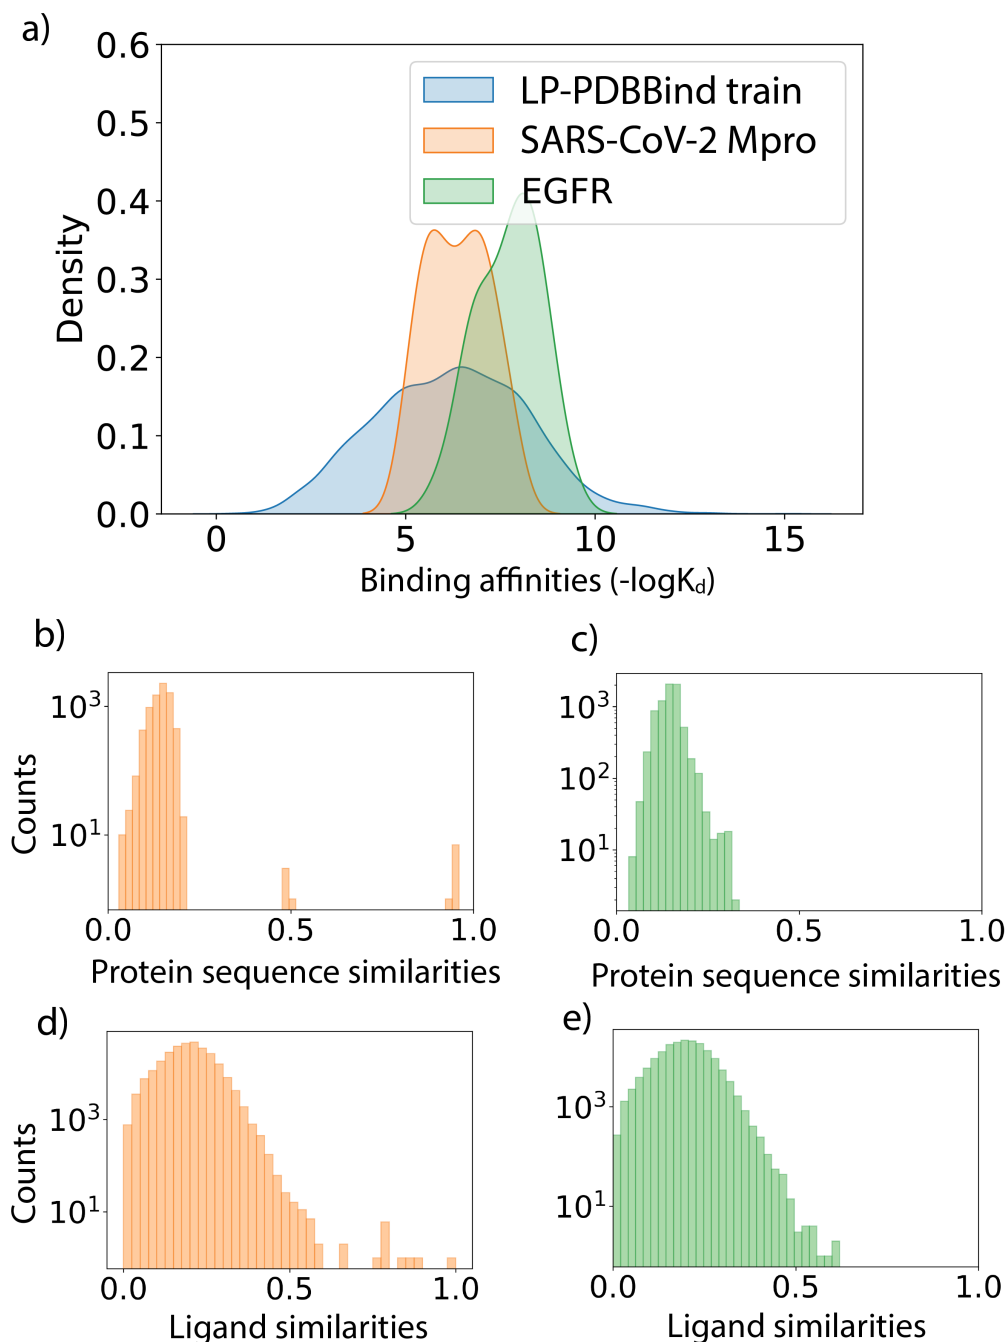 a)
0.6
0.5
0.4
0.3
0.2
0.1
0.0
Density
LP-PDBBind train
SARS-CoV-2 Mpro
EGFR
0 5 10 15
Binding affinities (-logKd)
b)
10³
10¹
Counts
0.0 0.5 1.0
Protein sequence similarities
c)
10³
10²
10¹
0.0 0.5 1.0
Protein sequence similarities
d)
10³
10¹
Counts
0.0 0.5 1.0
Ligand similarities
e)
10³
10¹
0.0 0.5 1.0
Ligand similarities